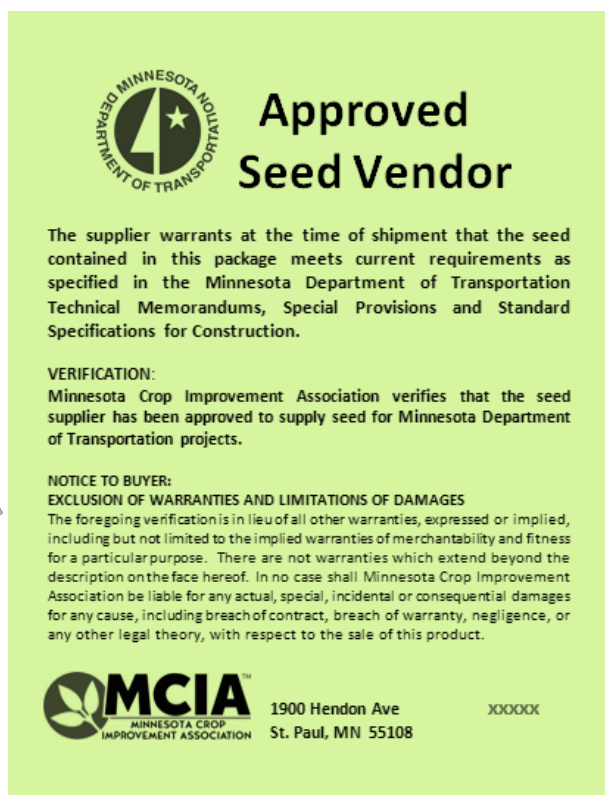 MINNESOTA DEPARTMENT OF TRANSPORTATION
Approved
Seed Vendor
The supplier warrants at the time of shipment that the seed
contained in this package meets current requirements as
specified in the Minnesota Department of Transportation
Technical Memorandums, Special Provisions and Standard
Specifications for Construction.
VERIFICATION:
Minnesota Crop Improvement Association verifies that the seed
supplier has been approved to supply seed for Minnesota Department
of Transportation projects.
NOTICE TO BUYER:
EXCLUSION OF WARRANTIES AND LIMITATIONS OF DAMAGES
The foregoing verification is in lieu of all other warranties, expressed or implied,
including but not limited to the implied warranties of merchantability and fitness
for a particular purpose. There are not warranties which extend beyond the
description on the face hereof. In no case shall Minnesota Crop Improvement
Association be liable for any actual, special, incidental or consequential damages
for any cause, including breach of contract, breach of warranty, negligence, or
any other legal theory, with respect to the sale of this product.
MCIA™
MINNESOTA CROP
IMPROVEMENT ASSOCIATION
1900 Hendon Ave
St. Paul, MN 55108
XXXXX